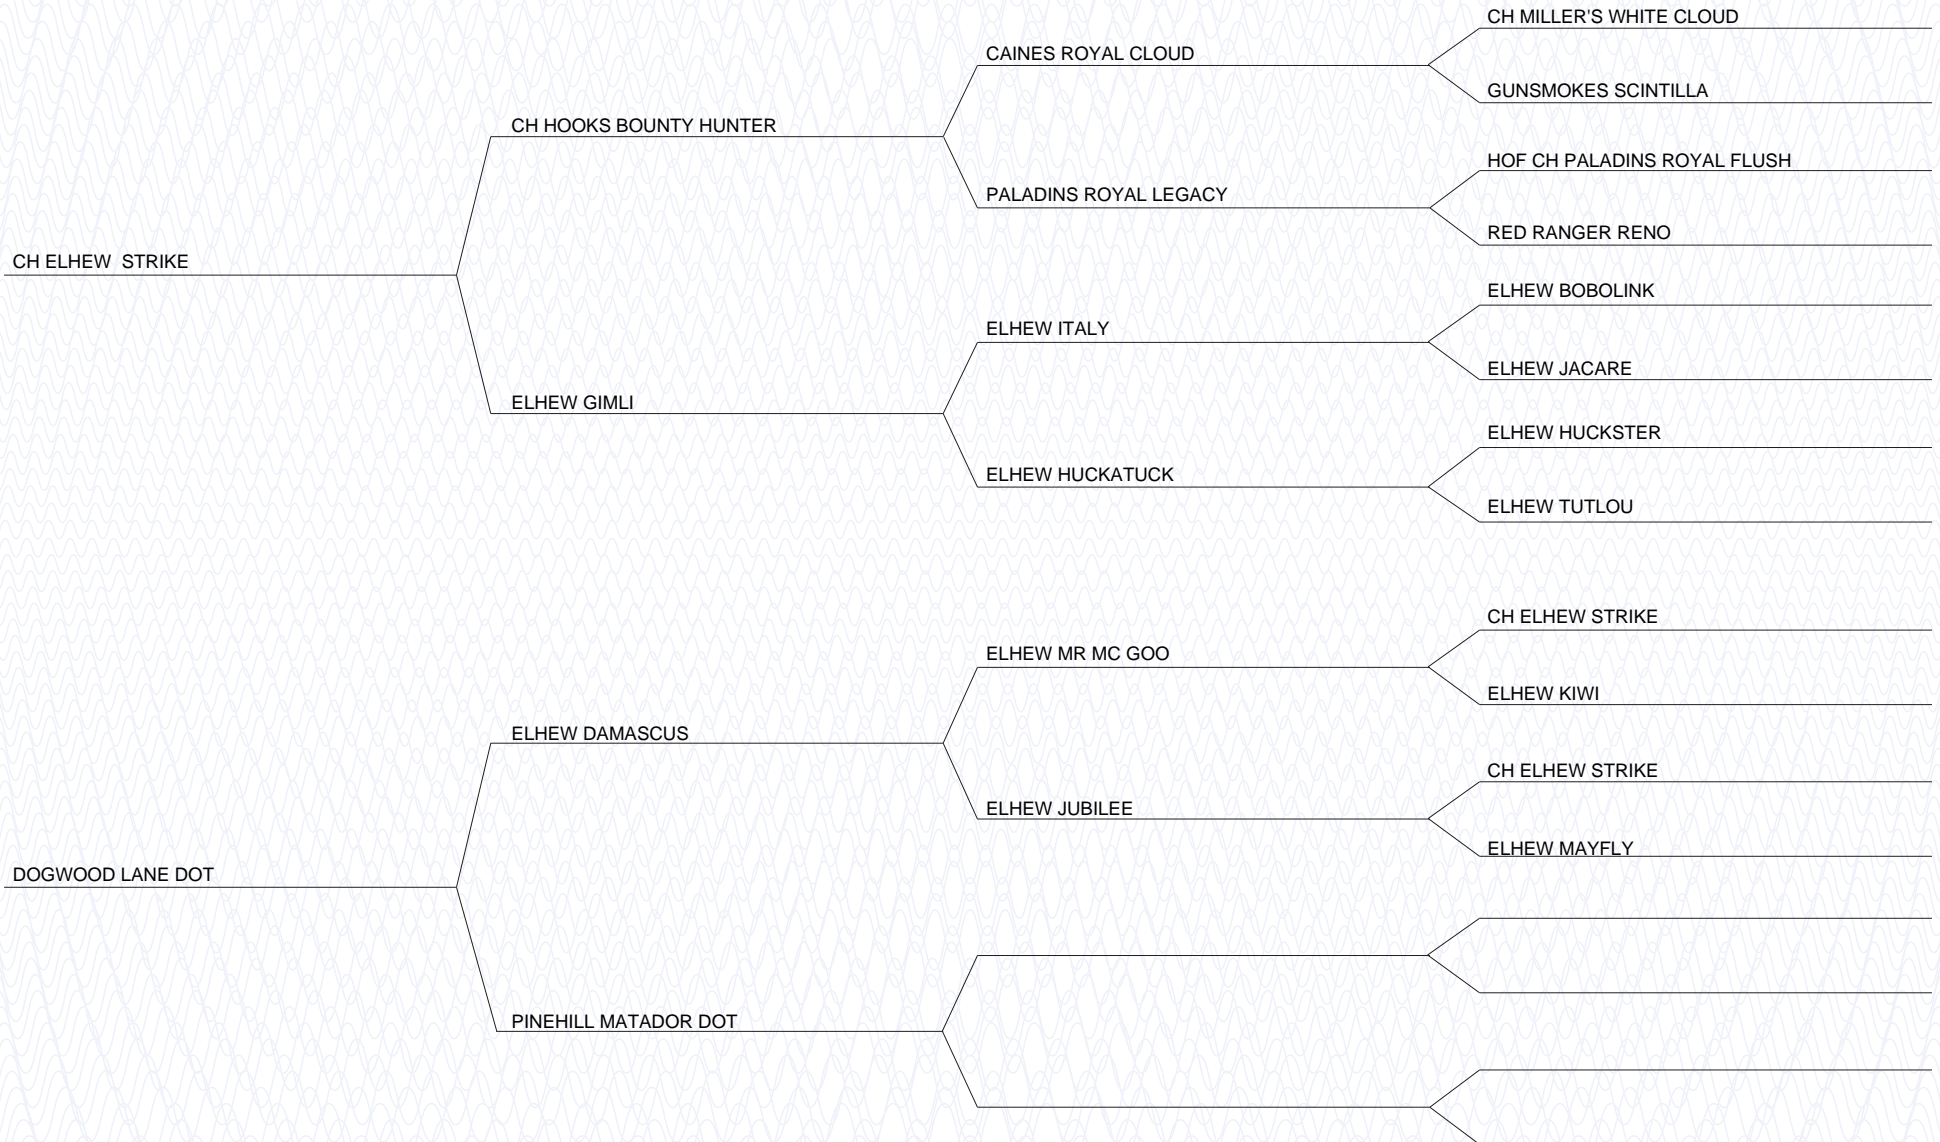 CH MILLER'S WHITE CLOUD
CAINES ROYAL CLOUD
GUNSMOKES SCINTILLA
CH HOOKS BOUNTY HUNTER
HOF CH PALADINS ROYAL FLUSH
PALADINS ROYAL LEGACY
RED RANGER RENO
CH ELHEW  STRIKE
ELHEW BOBOLINK
ELHEW ITALY
ELHEW JACARE
ELHEW GIMLI
ELHEW HUCKSTER
ELHEW HUCKATUCK
ELHEW TUTLOU
CH ELHEW STRIKE
ELHEW MR MC GOO
ELHEW KIWI
ELHEW DAMASCUS
CH ELHEW STRIKE
ELHEW JUBILEE
ELHEW MAYFLY
DOGWOOD LANE DOT
PINEHILL MATADOR DOT